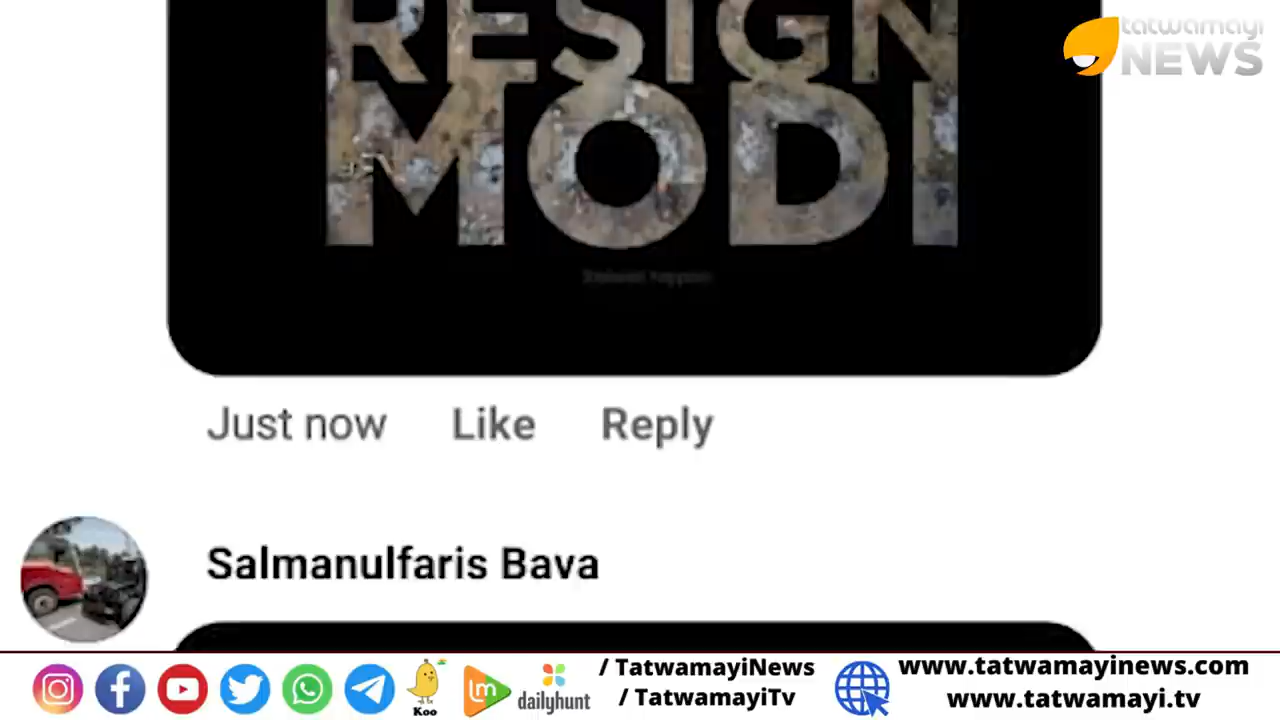 RESIGN
MODI
tatwamayi
NEWS
Just now Like Reply
Salmanulfaris Bava
Koo
lm
dailyhunt
/ TatwamayiNews
/ TatwamayiTv
www.tatwamayinews.com
www.tatwamayi.tv